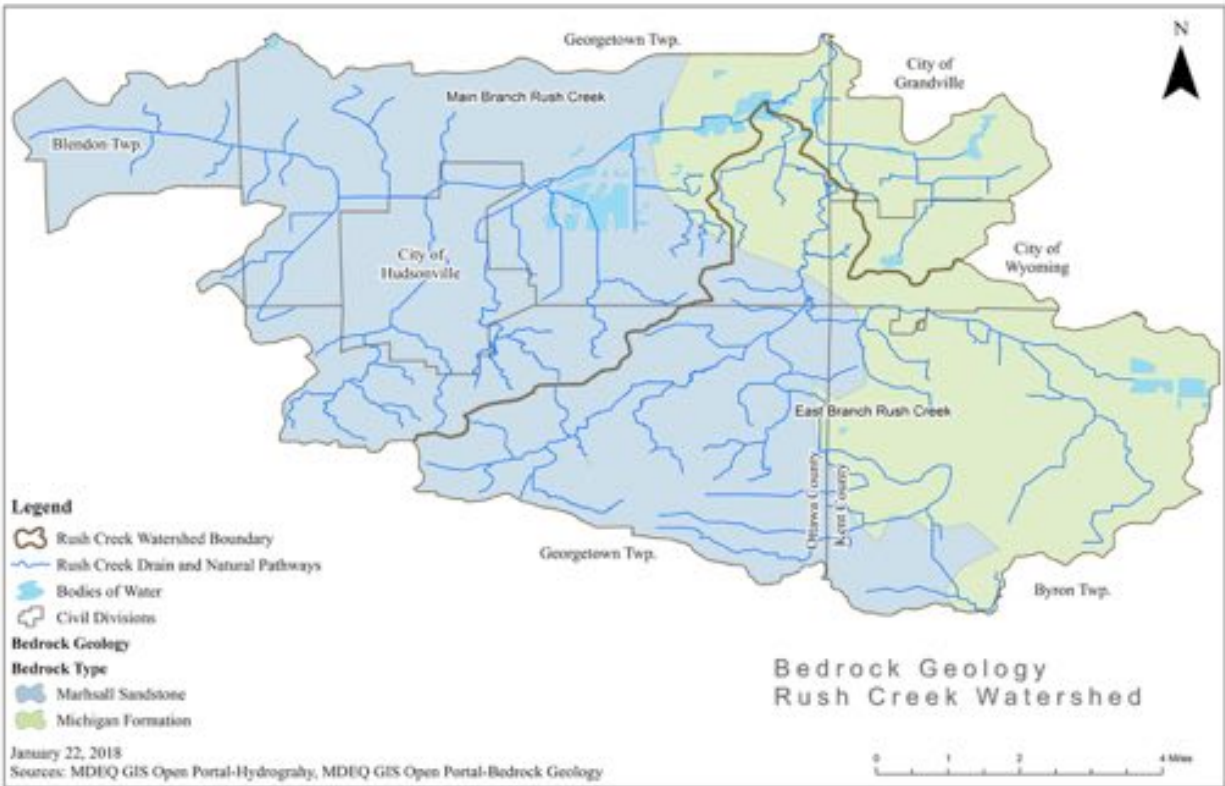 N
Georgetown Twp.
City of
Grandville
Main Branch Rush Creek
Blendon Twp.
City of
Hudsonville
City of
Wyoming
East Branch Rush Creek
Ottawa County
Kent County
Georgetown Twp.
Byron Twp.
Legend
Rush Creek Watershed Boundary
Rush Creek Drain and Natural Pathways
Bodies of Water
Civil Divisions
Bedrock Geology
Bedrock Type
Marhsall Sandstone
Michigan Formation
Bedrock Geology
Rush Creek Watershed
January 22, 2018
Sources: MDEQ GIS Open Portal-Hydrograhy, MDEQ GIS Open Portal-Bedrock Geology
0 1 2 4 Miles